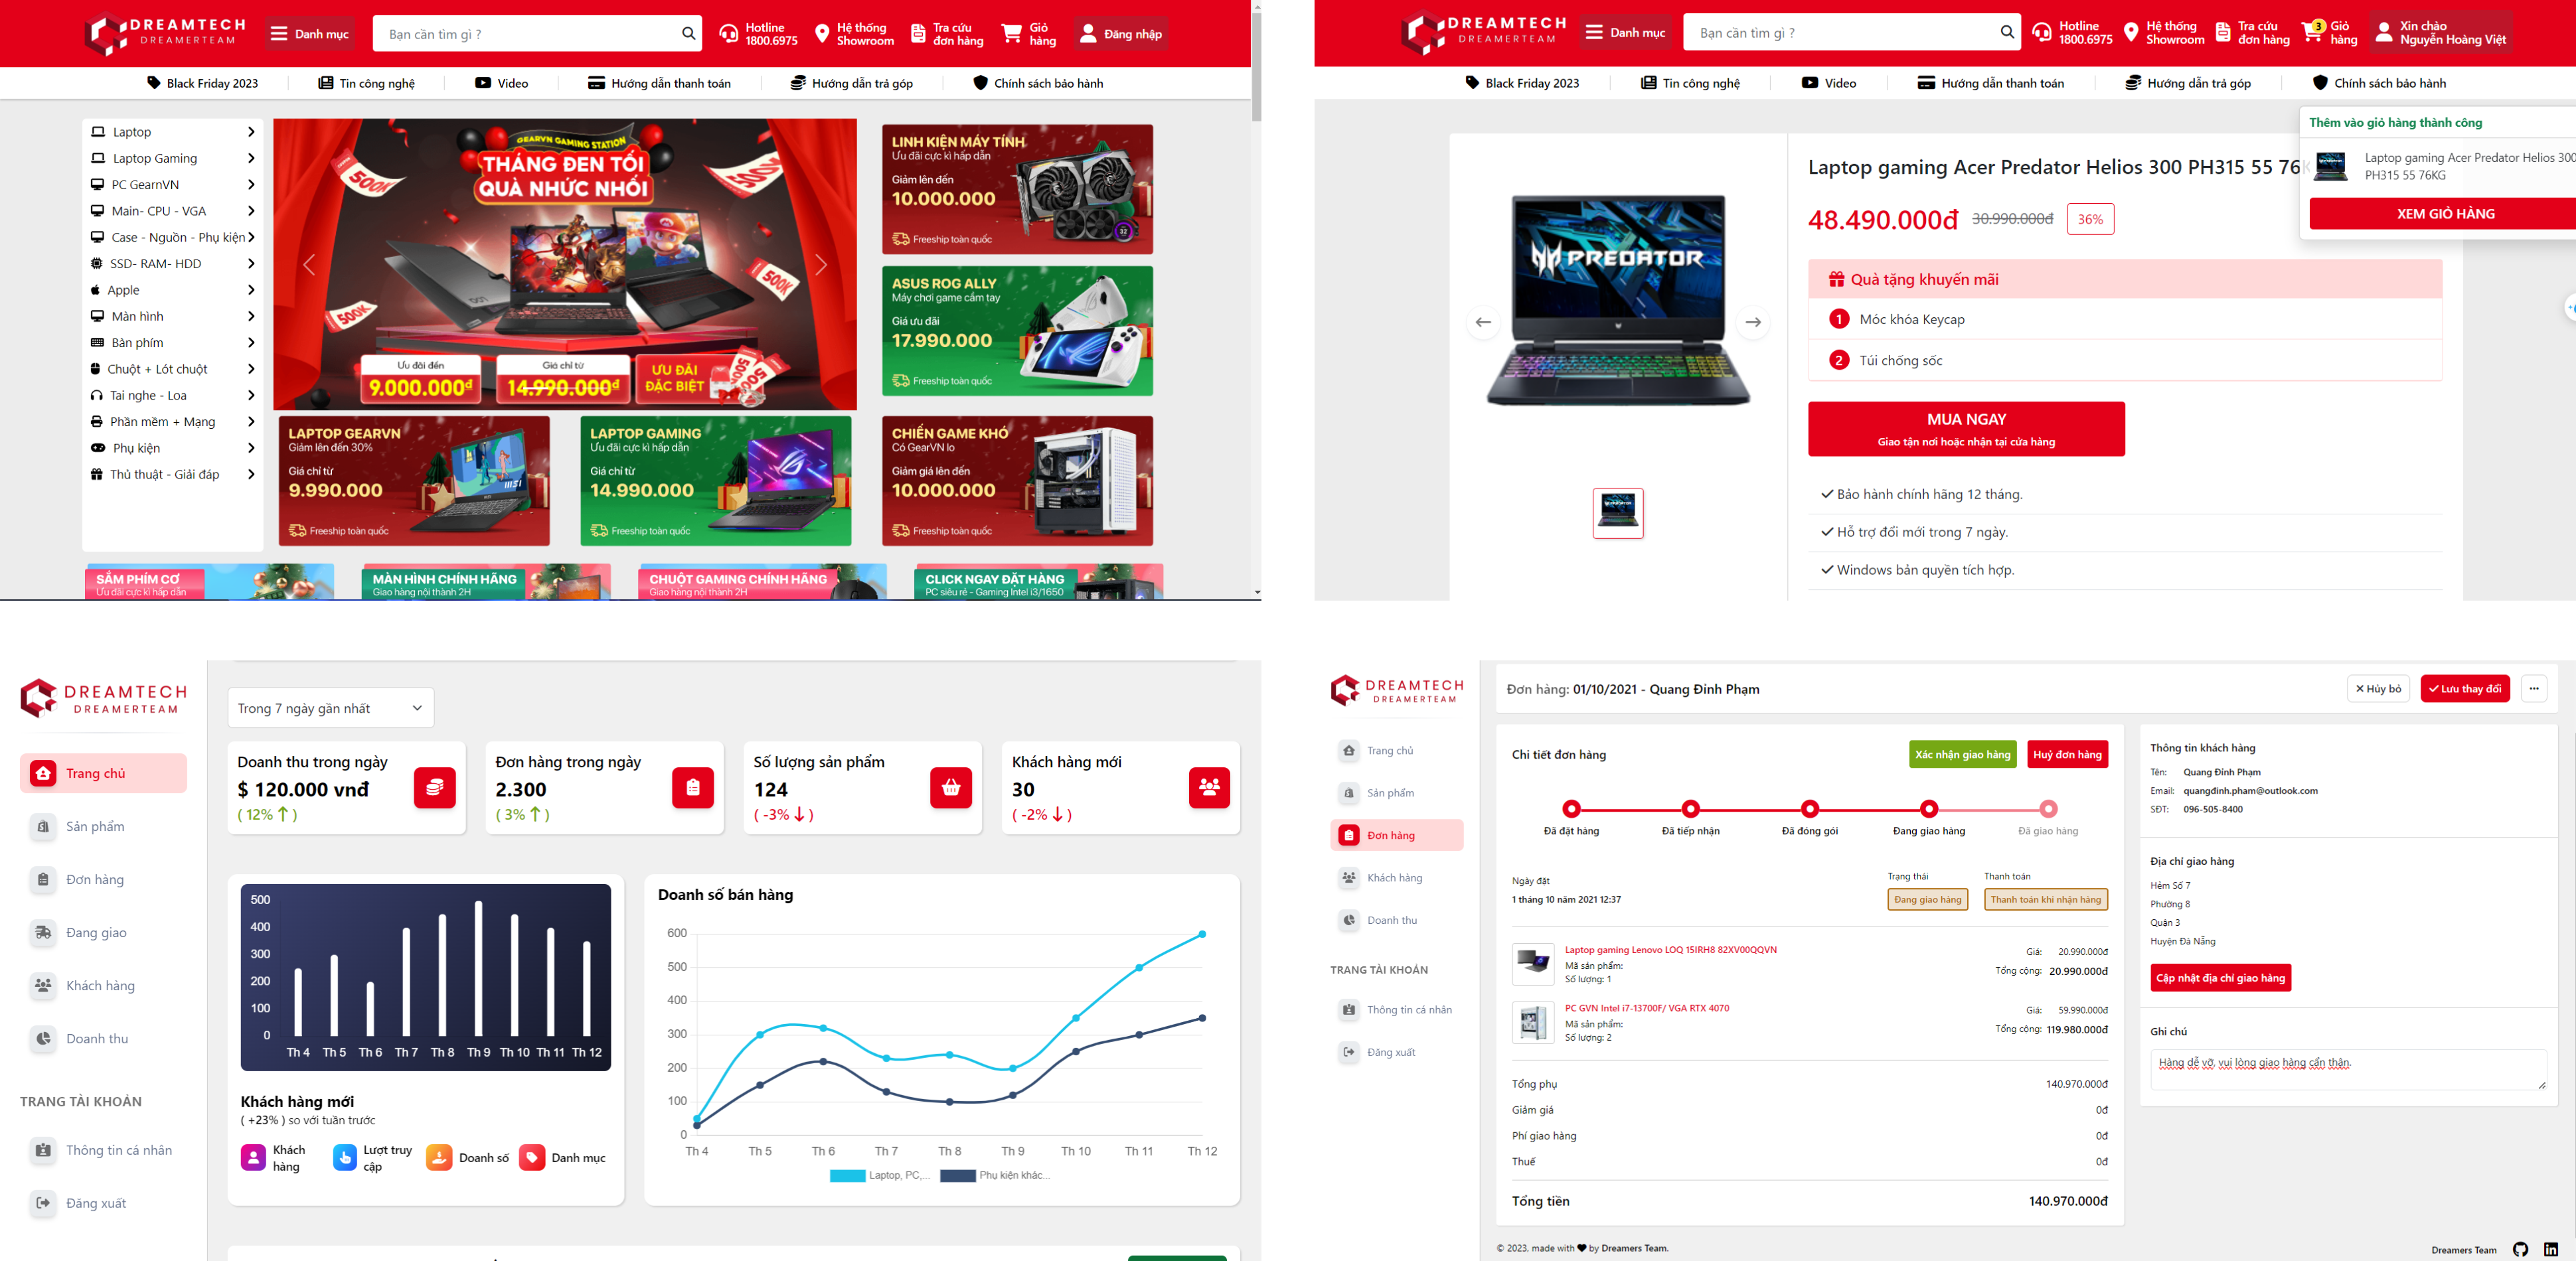 DREAMTECH
DREAMERTEAM
Danh mục
Bạn cần tìm gì ?
Hotline
1800.6975
Hệ thống
Showroom
Tra cứu
đơn hàng
Giỏ
hàng
Đăng nhập
Black Friday 2023
Tin công nghệ
Video
Hướng dẫn thanh toán
Hướng dẫn trả góp
Chính sách bảo hành
Laptop
Laptop Gaming
PC GearnVN
Main- CPU - VGA
Case - Nguồn - Phụ kiện
SSD- RAM- HDD
Apple
Màn hình
Bàn phím
Chuột + Lót chuột
Tai nghe - Loa
Phần mềm + Mạng
Phụ kiện
Thủ thuật - Giải đáp
GEARVN GAMING STATION
THÁNG ĐEN TỐI
QUÀ NHỨC NHỐI
500K
500K
500K
Ưu đãi đến
9.000.000đ
Giá chỉ từ
14.990.000đ
ƯU ĐÃI
ĐẶC BIỆT
LINH KIỆN MÁY TÍNH
Ưu đãi cực kì hấp dẫn
Giảm lên đến
10.000.000
Freeship toàn quốc
ASUS ROG ALLY
Máy chơi game cầm tay
Giá ưu đãi
17.990.000
Freeship toàn quốc
LAPTOP GEARVN
Giảm lên đến 30%
Giá chỉ từ
9.990.000
Freeship toàn quốc
LAPTOP GAMING
Ưu đãi cực kì hấp dẫn
Giá chỉ từ
14.990.000
Freeship toàn quốc
CHIẾN GAME KHÓ
Có GearVN lo
Giảm giá lên đến
10.000.000
Freeship toàn quốc
SẮM PHÍM CƠ
Ưu đãi cực kì hấp dẫn
MÀN HÌNH CHÍNH HÃNG
Giao hàng nội thành 2H
CHUỘT GAMING CHÍNH HÃNG
Giao hàng nội thành 2H
CLICK NGAY ĐẶT HÀNG
PC siêu rẻ - Gaming Intel i3/1650
DREAMTECH
DREAMERTEAM
Danh mục
Bạn cần tìm gì ?
Hotline
1800.6975
Hệ thống
Showroom
Tra cứu
đơn hàng
3
Giỏ
hàng
Xin chào
Nguyễn Hoàng Việt
Black Friday 2023
Tin công nghệ
Video
Hướng dẫn thanh toán
Hướng dẫn trả góp
Chính sách bảo hành
Thêm vào giỏ hàng thành công
Laptop gaming Acer Predator Helios 300
PH315 55 76KG
XEM GIỎ HÀNG
Laptop gaming Acer Predator Helios 300 PH315 55 76K
48.490.000đ 30.990.000đ 36%
PREDATOR
Quà tặng khuyến mãi
1 Móc khóa Keycap
2 Túi chống sốc
MUA NGAY
Giao tận nơi hoặc nhận tại cửa hàng
Bảo hành chính hãng 12 tháng.
Hỗ trợ đổi mới trong 7 ngày.
Windows bản quyền tích hợp.
DREAMTECH
DREAMERTEAM
Trang chủ
Sản phẩm
Đơn hàng
Đang giao
Khách hàng
Doanh thu
TRANG TÀI KHOẢN
Thông tin cá nhân
Đăng xuất
Trong 7 ngày gần nhất
Doanh thu trong ngày
$ 120.000 vnđ
( 12% ↑ )
Đơn hàng trong ngày
2.300
( 3% ↑ )
Số lượng sản phẩm
124
( -3% ↓ )
Khách hàng mới
30
( -2% ↓ )
500
400
300
200
100
0
Th 4 Th 5 Th 6 Th 7 Th 8 Th 9 Th 10 Th 11 Th 12
Khách hàng mới
( +23% ) so với tuần trước
Khách
hàng
Lượt truy
cập
Doanh số
Danh mục
Doanh số bán hàng
600
500
400
300
200
100
0
Th 4 Th 5 Th 6 Th 7 Th 8 Th 9 Th 10 Th 11 Th 12
Laptop, PC,... Phụ kiện khác...
DREAMTECH
DREAMERTEAM
Trang chủ
Sản phẩm
Đơn hàng
Khách hàng
Doanh thu
TRANG TÀI KHOẢN
Thông tin cá nhân
Đăng xuất
Đơn hàng: 01/10/2021 - Quang Đỉnh Phạm
Hủy bỏ
Lưu thay đổi
Chi tiết đơn hàng
Xác nhận giao hàng
Huỷ đơn hàng
Đã đặt hàng
Đã tiếp nhận
Đã đóng gói
Đang giao hàng
Đã giao hàng
Ngày đặt
1 tháng 10 năm 2021 12:37
Trạng thái
Đang giao hàng
Thanh toán
Thanh toán khi nhận hàng
Laptop gaming Lenovo LOQ 15IRH8 82XV00QQVN
Mã sản phẩm:
Số lượng: 1
Giá: 20.990.000đ
Tổng cộng: 20.990.000đ
PC GVN Intel i7-13700F/ VGA RTX 4070
Mã sản phẩm:
Số lượng: 2
Giá: 59.990.000đ
Tổng cộng: 119.980.000đ
Tổng phụ 140.970.000đ
Giảm giá 0đ
Phí giao hàng 0đ
Thuế 0đ
Tổng tiền 140.970.000đ
Thông tin khách hàng
Tên: Quang Đỉnh Phạm
Email: quangđinh.pham@outlook.com
SĐT: 096-505-8400
Địa chỉ giao hàng
Hẻm Số 7
Phường 8
Quận 3
Huyện Đà Nẵng
Cập nhật địa chỉ giao hàng
Ghi chú
Hàng dễ vỡ, vui lòng giao hàng cẩn thận.
© 2023, made with ❤ by Dreamers Team.
Dreamers Team